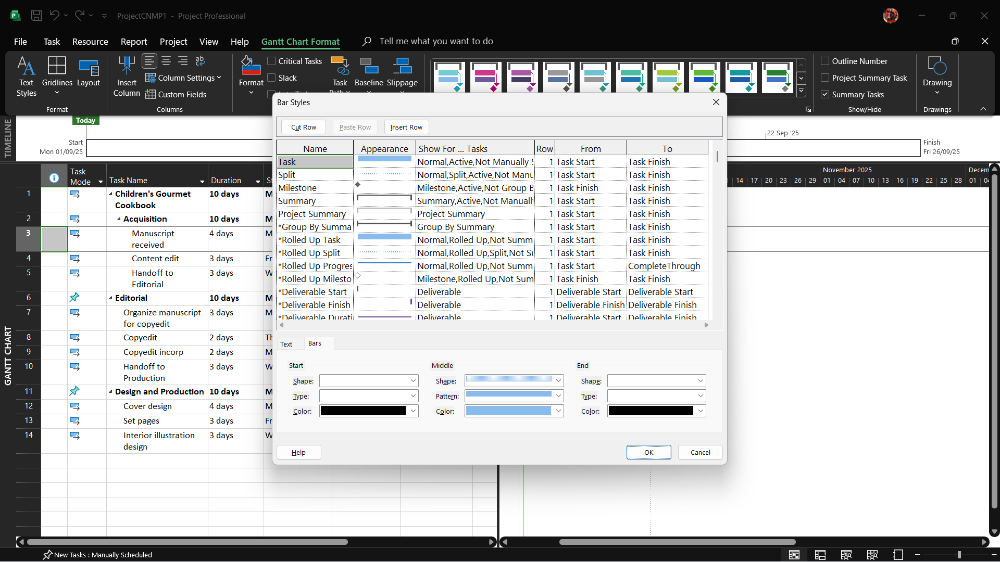 ProjectCNMP1 - Project Professional
File Task Resource Report Project View Help Gantt Chart Format Tell me what you want to do
Text Styles
Gridlines
Layout
Format
Insert Column
Column Settings
Custom Fields
Columns
Format
Critical Tasks
Slack
Task
Baseline
Slippage
Outline Number
Project Summary Task
Summary Tasks
Show/Hide
Drawing
Drawings
TIMELINE
Today
Start
Mon 01/09/25
22 Sep '25
Finish
Fri 26/09/25
GANTT CHART
Task Mode Task Name Duration
1 Children's Gourmet Cookbook 10 days
2 Acquisition 10 days
3 Manuscript received 4 days
4 Content edit 3 days Fr
5 Handoff to Editorial 3 days
6 Editorial 10 days
7 Organize manuscript for copyedit 3 days
8 Copyedit 2 days Th
9 Copyedit incorp 2 days
10 Handoff to Production 3 days
11 Design and Production 10 days
12 Cover design 4 days
13 Set pages 3 days Fr
14 Interior illustration design 3 days
November 2025
14 17 20 23 26 29 01 04 07 10 13 16 19 22 25 28 01
Bar Styles
Cut Row Paste Row Insert Row
Name Appearance Show For ... Tasks Row From To
Task Normal,Active,Not Manually 1 Task Start Task Finish
Split Normal,Split,Active,Not Manu 1 Task Start Task Finish
Milestone Milestone,Active,Not Group B 1 Task Finish Task Finish
Summary Summary,Active,Not Manually 1 Task Start Task Finish
Project Summary Project Summary 1 Task Start Task Finish
*Group By Summa Group By Summary 1 Task Start Task Finish
*Rolled Up Task Normal,Rolled Up,Not Summ 1 Task Start Task Finish
*Rolled Up Split Normal,Rolled Up,Split,Not Su 1 Task Start Task Finish
*Rolled Up Progres Normal,Rolled Up,Not Summ 1 Task Start CompleteThrough
*Rolled Up Milesto Milestone,Rolled Up,Not Sum 1 Task Finish Task Finish
*Deliverable Start Deliverable 1 Deliverable Start Deliverable Start
*Deliverable Finish Deliverable 1 Deliverable Finish Deliverable Finish
*Deliverable Durati Deliverable 1 Deliverable Start Deliverable Finish
Text Bars
Start Middle End
Shape: Shape: Shape:
Type: Pattern: Type:
Color: Color: Color:
Help OK Cancel
New Tasks : Manually Scheduled